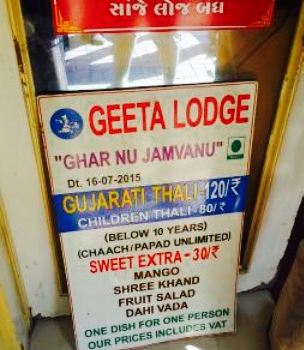 સાંજે લોજ બંધ
GEETA LODGE
"GHAR NU JAMVANU"
Dt. 16-07-2015
GUJARATI THALI-120/₹
CHILDREN THALI-80/₹
(BELOW 10 YEARS)
(CHAACH/PAPAD UNLIMITED)
SWEET EXTRA-30/₹
MANGO
SHREE KHAND
FRUIT SALAD
DAHI VADA
ONE DISH FOR ONE PERSON
OUR PRICES INCLUDES VAT